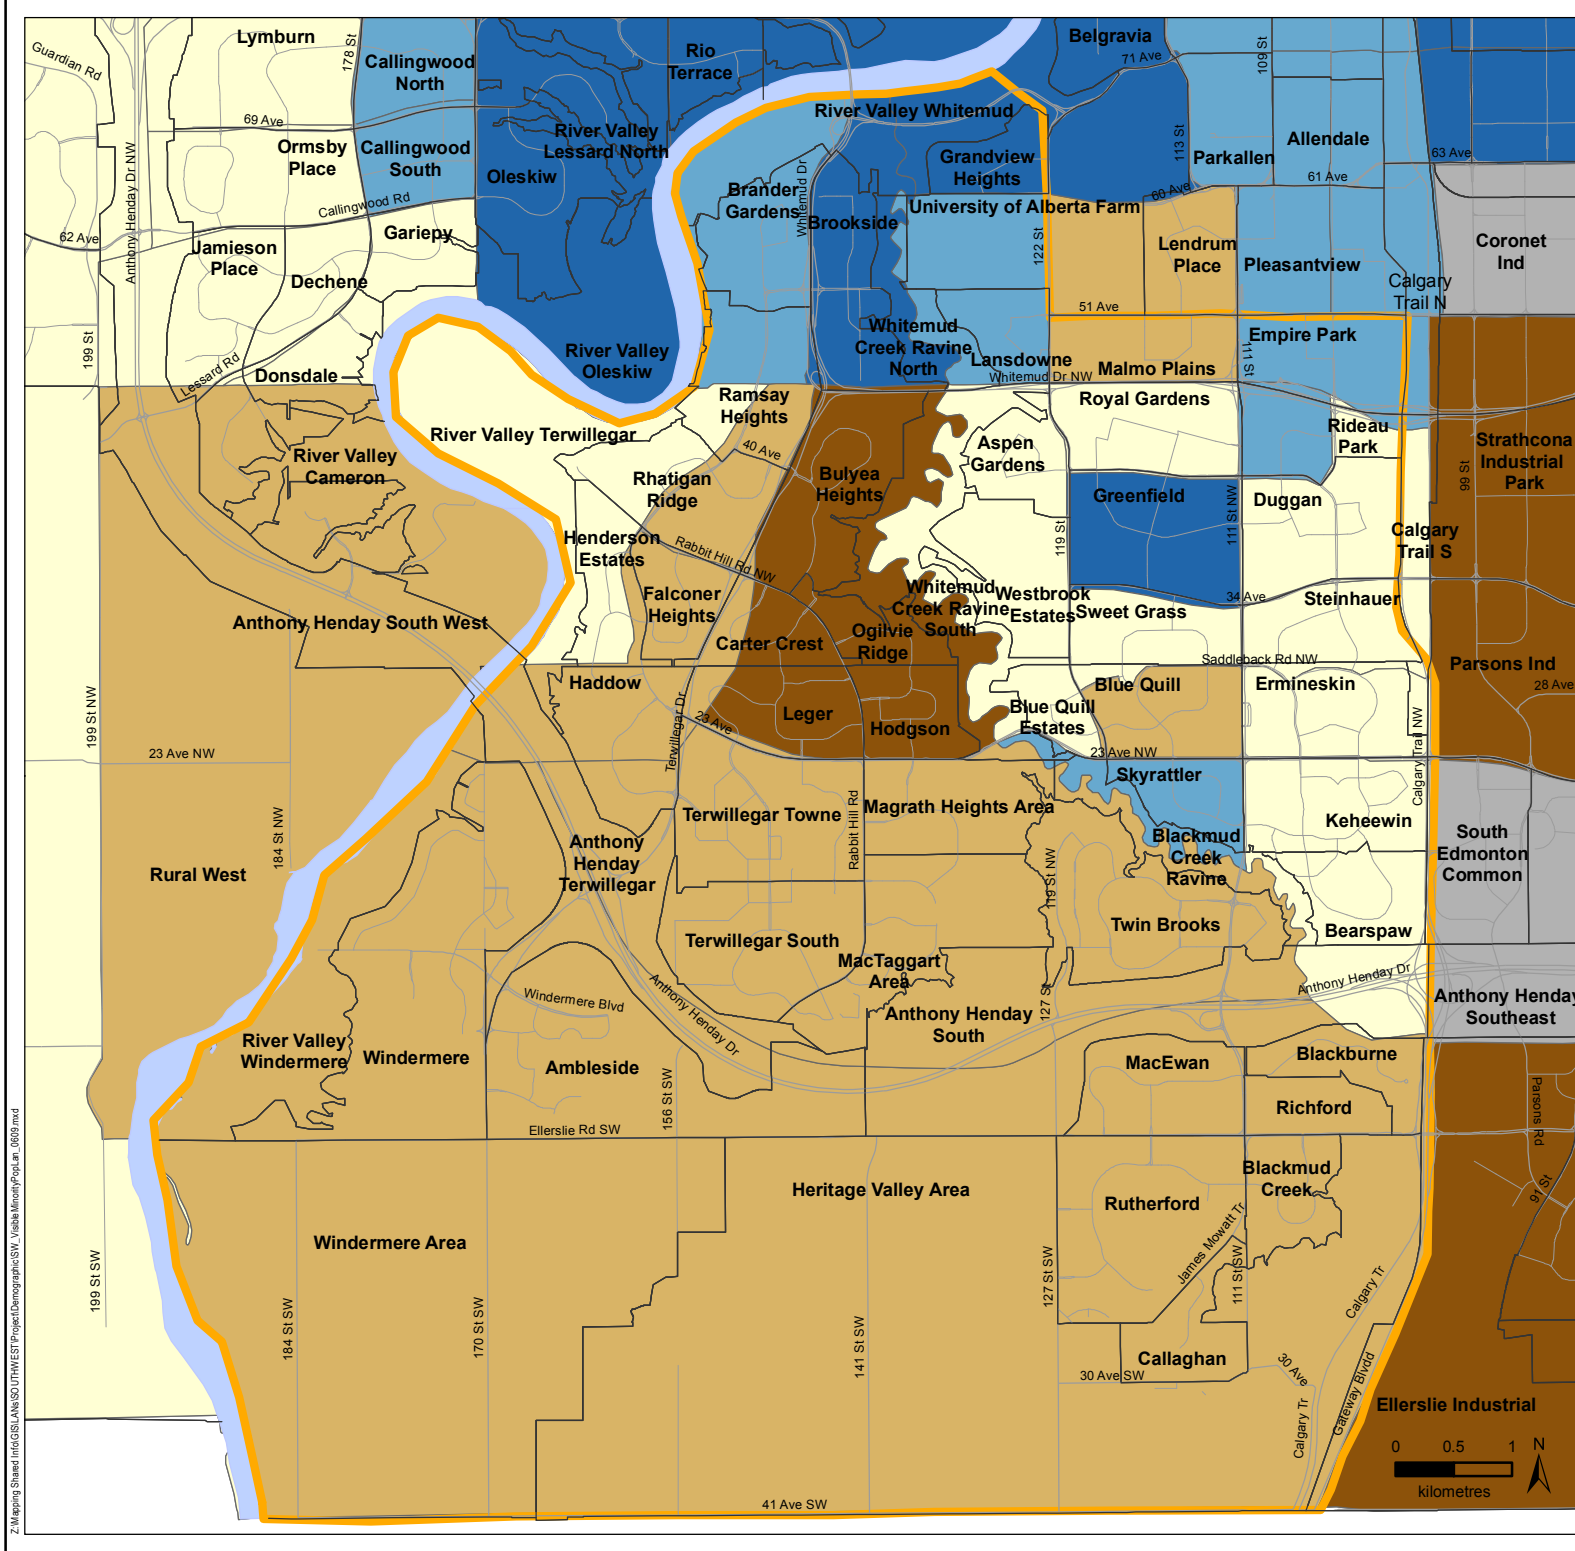 Lymburn
178 St
Guardian Rd
Callingwood
North
Rio
Terrace
Belgravia
71 Ave
109 St
69 Ave
River Valley Whitemud
River Valley
Lessard North
Ormsby
Place
Callingwood
South
Oleskiw
Grandview
Heights
113 St
Parkallen
Allendale
63 Ave
61 Ave
60 Ave
Callingwood Rd
Brander
Gardens
Whitemud Dr
Brookside
University of Alberta Farm
Anthony Henday Dr NW
62 Ave
Jamieson
Place
Gariepy
Dechene
122 St
Lendrum
Place
Pleasantview
Coronet
Ind
Calgary
Trail N
51 Ave
199 St
Lessard Rd
Donsdale
River Valley
Oleskiw
Whitemud
Creek Ravine
North
Lansdowne
Whitemud Dr NW
Malmo Plains
Empire Park
111 St
Ramsay
Heights
Royal Gardens
Rideau
Park
River Valley Terwillegar
40 Ave
Aspen
Gardens
Strathcona
Industrial
Park
99 St
River Valley
Cameron
Rhatigan
Ridge
Bulyea
Heights
Greenfield
111 St NW
Duggan
Calgary
Trail S
Henderson
Estates
Rabbit Hill Rd NW
119 St
Falconer
Heights
Whitemud
Creek Ravine
South
Westbrook
Estates
Sweet Grass
34 Ave
Steinhauer
Anthony Henday South West
Carter Crest
Ogilvie
Ridge
Saddleback Rd NW
Parsons Ind
28 Ave
Haddow
Blue Quill
Ermineskin
199 St NW
Terwillegar Dr
23 Ave
Leger
Hodgson
Blue Quill
Estates
23 Ave NW
23 Ave NW
Calgary Trail NW
Skyrattler
184 St NW
Terwillegar Towne
Rabbit Hill Rd
Magrath Heights Area
Keheewin
South
Edmonton
Common
Anthony
Henday
Terwillegar
Blackmud
Creek
Ravine
Rural West
119 St NW
Twin Brooks
Bearspaw
Terwillegar South
MacTaggart
Area
Anthony Henday Dr
Windermere Blvd
Anthony Henday Dr
127 St
Anthony Henday
South
Anthony Henday
Southeast
River Valley
Windermere
Windermere
Ambleside
156 St SW
MacEwan
Blackburne
Richford
Parsons Rd
Ellerslie Rd SW
Heritage Valley Area
Rutherford
Blackmud
Creek
91 St
Windermere Area
James Mowatt Tr
199 St SW
184 St SW
170 St SW
141 St SW
127 St SW
111 St SW
Calgary Tr
Callaghan
30 Ave SW
30 Ave
Calgary Tr
Gateway Blvdd
Ellerslie Industrial
0 0.5 1
kilometres
N
41 Ave SW